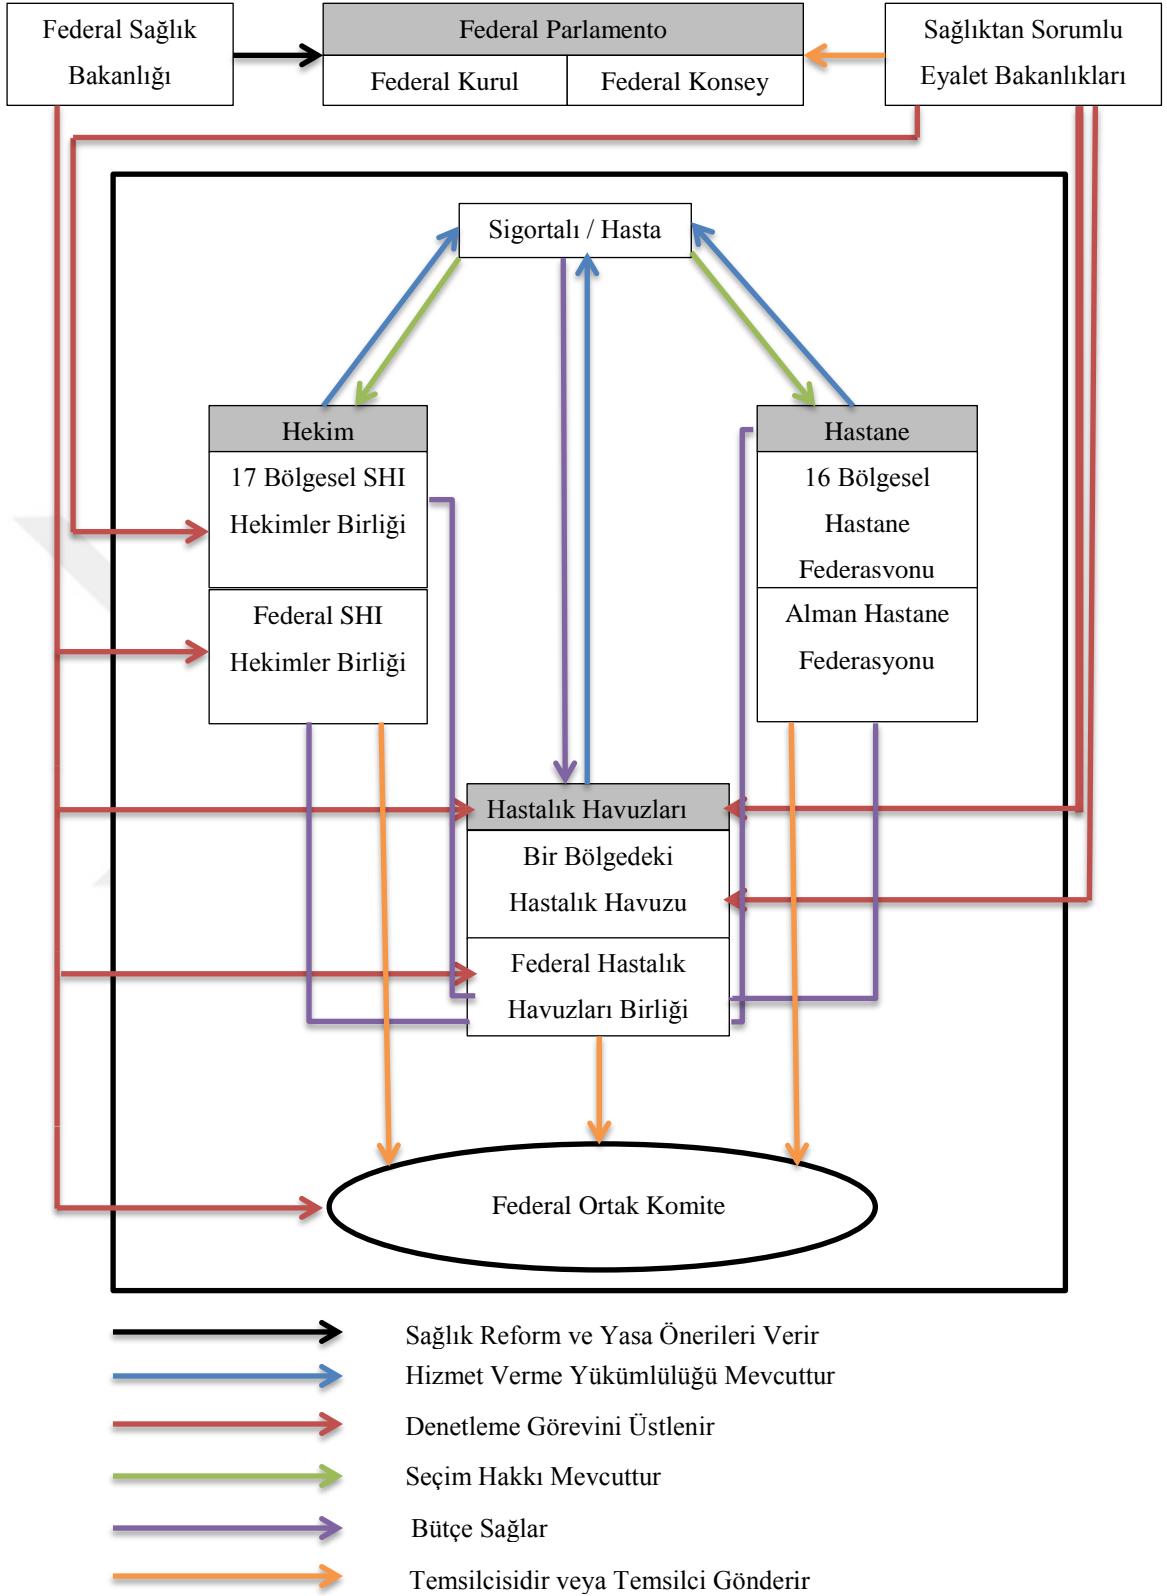 Federal Sağlık
Bakanlığı
Federal Parlamento
Federal Kurul
Federal Konsey
Sağlıktan Sorumlu
Eyalet Bakanlıkları
Sigortalı / Hasta
Hekim
17 Bölgesel SHI
Hekimler Birliği
Federal SHI
Hekimler Birliği
Hastane
16 Bölgesel
Hastane
Federasvonu
Alman Hastane
Federasyonu
Hastalık Havuzları
Bir Bölgedeki
Hastalık Havuzu
Federal Hastalık
Havuzları Birliği
Federal Ortak Komite
Sağlık Reform ve Yasa Önerileri Verir
Hizmet Verme Yükümlülüğü Mevcuttur
Denetleme Görevini Üstlenir
Seçim Hakkı Mevcuttur
Bütçe Sağlar
Temsilcisidir veya Temsilci Gönderir